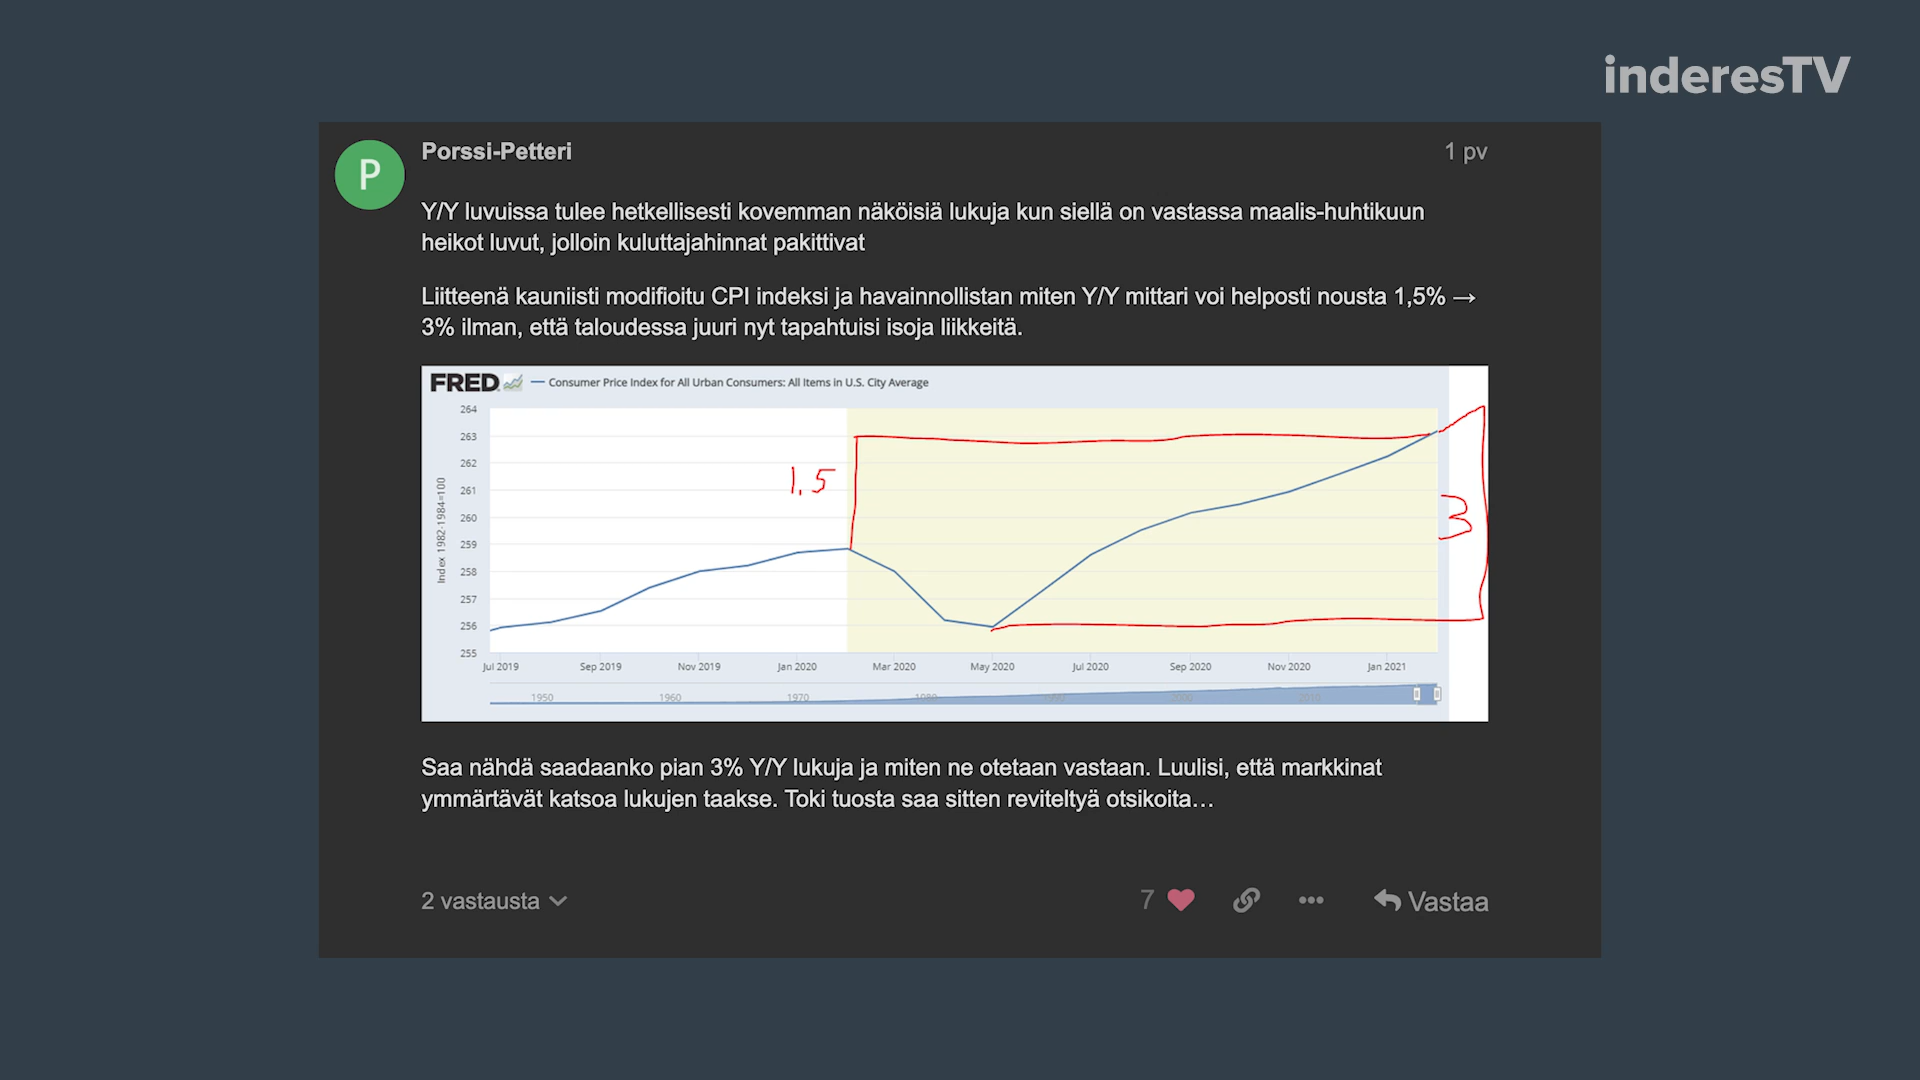 inderesTV
P
Porssi-Petteri
1 pv
Y/Y luvuissa tulee hetkellisesti kovemman näköisiä lukuja kun siellä on vastassa maalis-huhtikuun
heikot luvut, jolloin kuluttajahinnat pakittivat
Liitteenä kauniisti modifioitu CPI indeksi ja havainnollistan miten Y/Y mittari voi helposti nousta 1,5% →
3% ilman, että taloudessa juuri nyt tapahtuisi isoja liikkeitä.
FRED
Consumer Price Index for All Urban Consumers: All Items in U.S. City Average
264
263
262
261
260
259
258
257
256
255
Index 1982-1984=100
1.5
3
Jul 2019
Sep 2019
Nov 2019
Jan 2020
Mar 2020
May 2020
Jul 2020
Sep 2020
Nov 2020
Jan 2021
1950
1960
1970
1980
1990
2000
2010
Saa nähdä saadaanko pian 3% Y/Y lukuja ja miten ne otetaan vastaan. Luulisi, että markkinat
ymmärtävät katsoa lukujen taakse. Toki tuosta saa sitten reviteltyä otsikoita…
2 vastausta
7
Vastaa